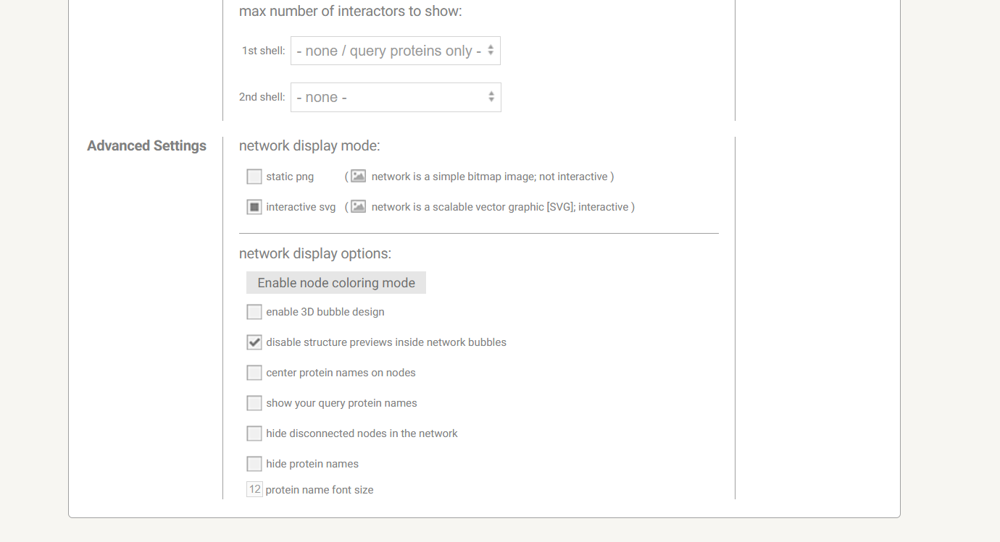 max number of interactors to show:
1st shell: - none / query proteins only -
2nd shell: - none -
Advanced Settings
network display mode:
static png ( network is a simple bitmap image; not interactive )
interactive svg ( network is a scalable vector graphic [SVG]; interactive )
network display options:
Enable node coloring mode
enable 3D bubble design
disable structure previews inside network bubbles
center protein names on nodes
show your query protein names
hide disconnected nodes in the network
hide protein names
12 protein name font size